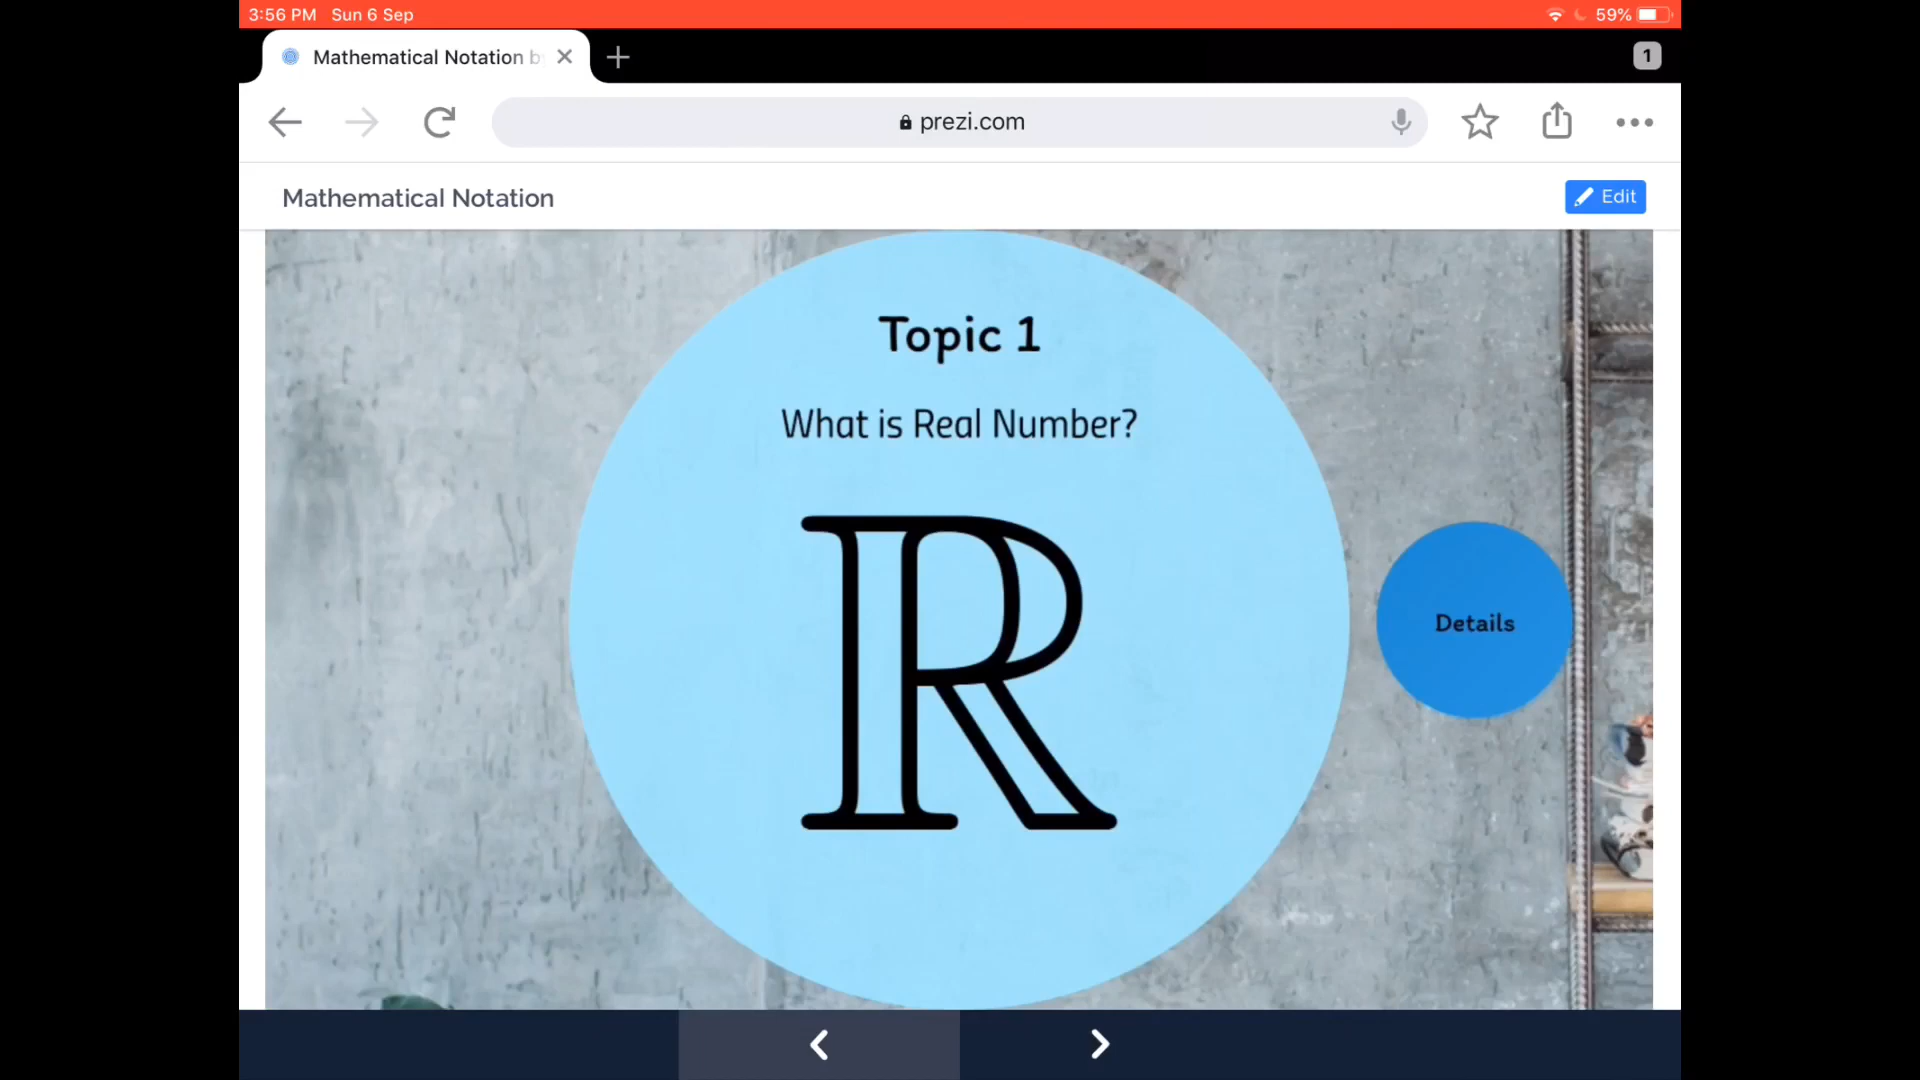 3:56 PM Sun 6 Sep 59%
Mathematical Notation b
1
prezi.com
Mathematical Notation
Edit
Topic 1
What is Real Number?
ℝ
Details